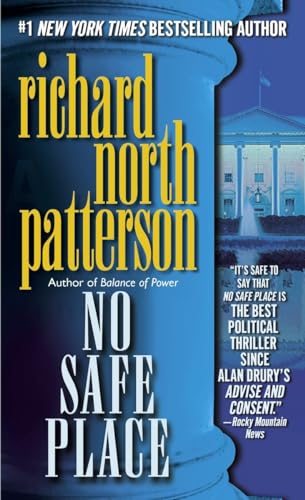 #1 NEW YORK TIMES BESTSELLING AUTHOR
richard
north
patterson
Author of Balance of Power
NO
SAFE
PLACE
"IT'S SAFE TO
SAY THAT
NO SAFE PLACE IS
THE BEST
POLITICAL
THRILLER
SINCE
ALAN DRURY'S
ADVISE AND
CONSENT."
—Rocky Mountain
News